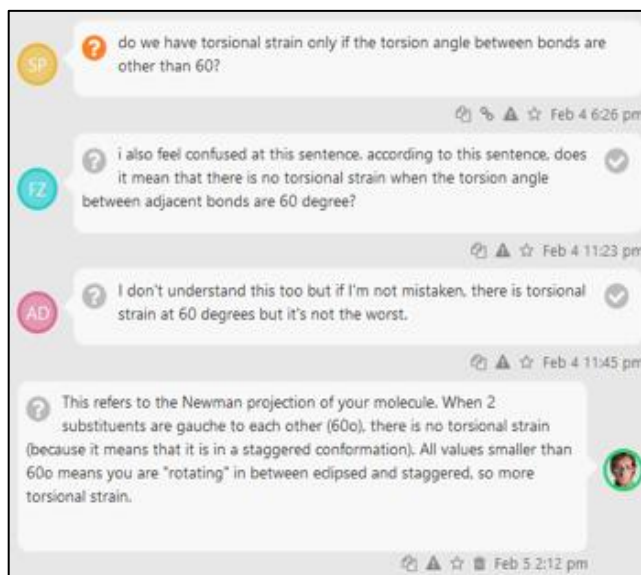 SP
? do we have torsional strain only if the torsion angle between bonds are
other than 60?
Feb 4 6:26 pm
FZ
? i also feel confused at this sentence. according to this sentence, does
it mean that there is no torsional strain when the torsion angle
between adjacent bonds are 60 degree?
Feb 4 11:23 pm
AD
? I don't understand this too but if I'm not mistaken, there is torsional
strain at 60 degrees but it's not the worst.
Feb 4 11:45 pm
? This refers to the Newman projection of your molecule. When 2
substituents are gauche to each other (60o), there is no torsional strain
(because it means that it is in a staggered conformation). All values smaller than
60o means you are "rotating" in between eclipsed and staggered, so more
torsional strain.
Feb 5 2:12 pm